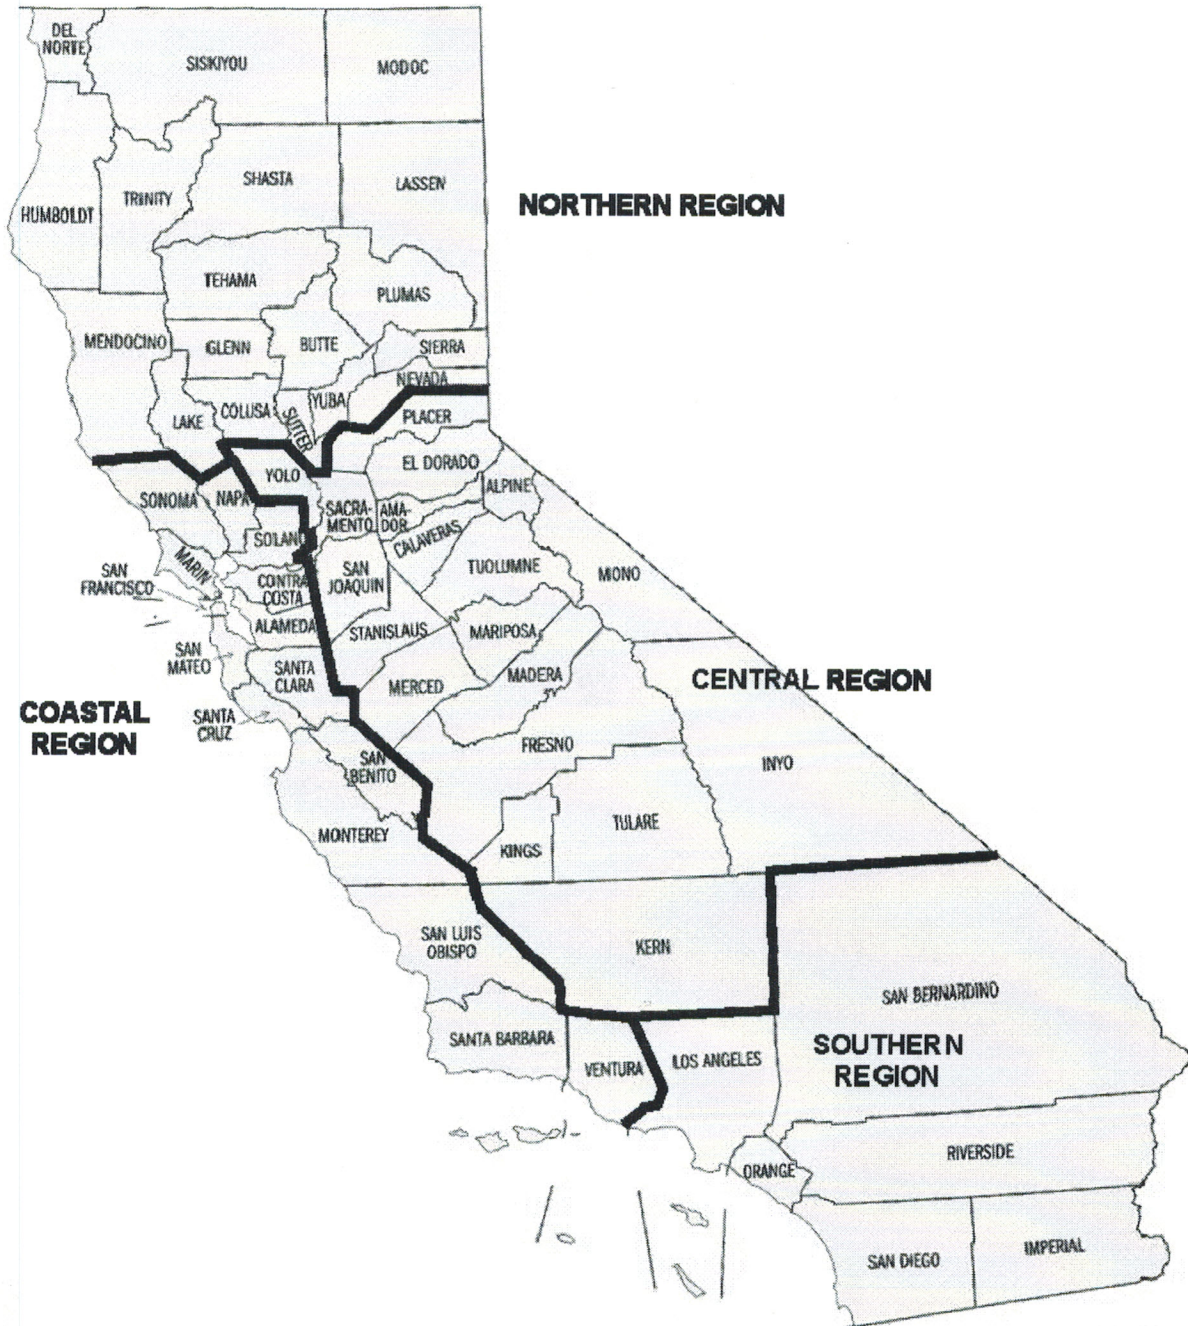 DEL
NORTE
SISKIYOU
MODOC
HUMBOLDT
TRINITY
SHASTA
LASSEN
NORTHERN REGION
TEHAMA
PLUMAS
MENDOCINO
GLENN
BUTTE
SIERRA
LAKE
COLUSA
SUTTER
YUBA
NEVADA
PLACER
SONOMA
NAPA
YOLO
EL DORADO
ALPINE
SACRA-
MENTO
AMA-
DOR
CALAVERAS
SOLANO
MARIN
SAN
FRANCISCO
CONTRA
COSTA
SAN
JOAQUIN
TUOLUMNE
MONO
ALAMEDA
STANISLAUS
MARIPOSA
SAN
MATEO
SANTA
CLARA
MERCED
MADERA
CENTRAL REGION
COASTAL
REGION
SANTA
CRUZ
SAN
BENITO
FRESNO
INYO
MONTEREY
KINGS
TULARE
SAN LUIS
OBISPO
KERN
SAN BERNARDINO
SANTA BARBARA
VENTURA
LOS ANGELES
SOUTHERN
REGION
ORANGE
RIVERSIDE
SAN DIEGO
IMPERIAL